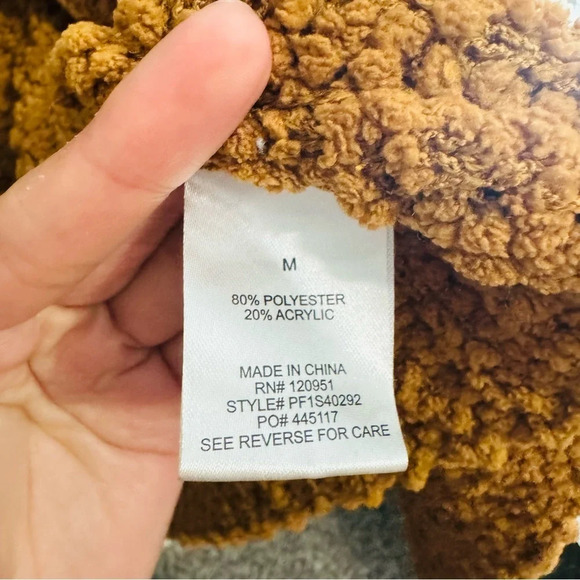 M
80% POLYESTER
20% ACRYLIC
MADE IN CHINA
RN# 120951
STYLE# PF1S40292
PO# 445117
SEE REVERSE FOR CARE